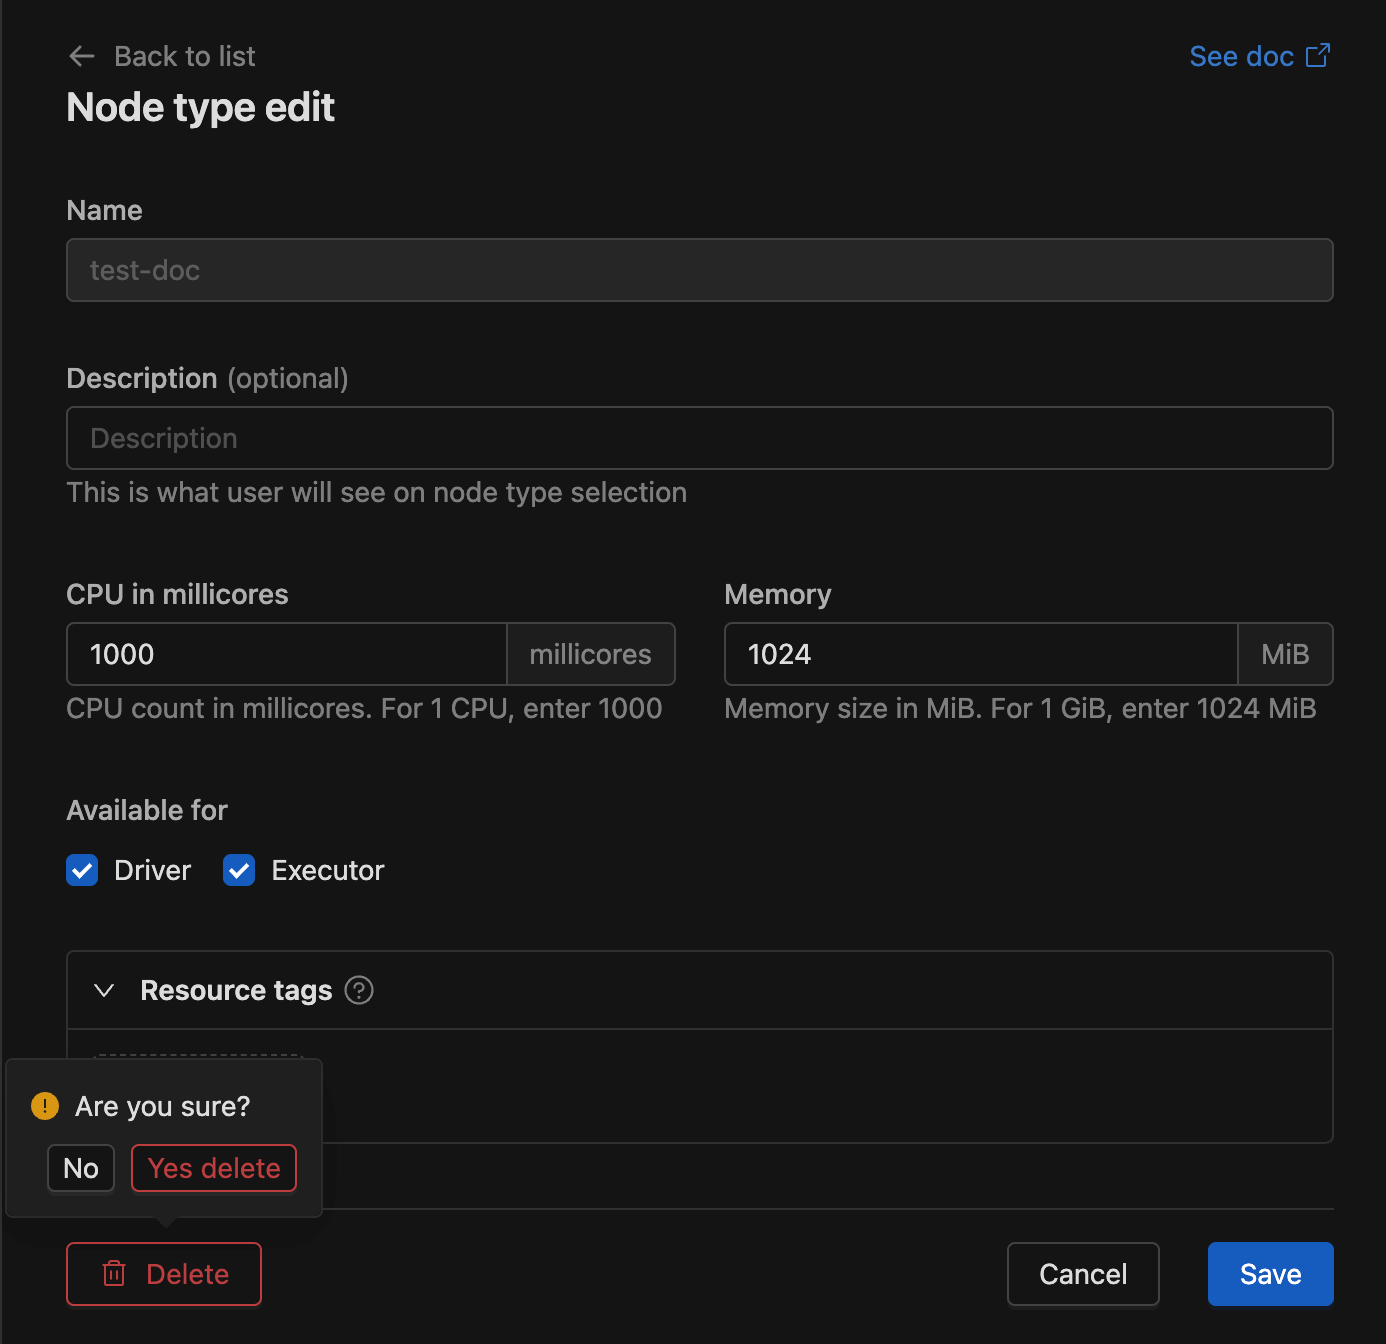 Back to list
See doc
Node type edit
Name
test-doc
Description (optional)
Description
This is what user will see on node type selection
CPU in millicores
1000 millicores
CPU count in millicores. For 1 CPU, enter 1000
Memory
1024 MiB
Memory size in MiB. For 1 GiB, enter 1024 MiB
Available for
Driver Executor
Resource tags ?
! Are you sure?
No Yes delete
Delete
Cancel Save